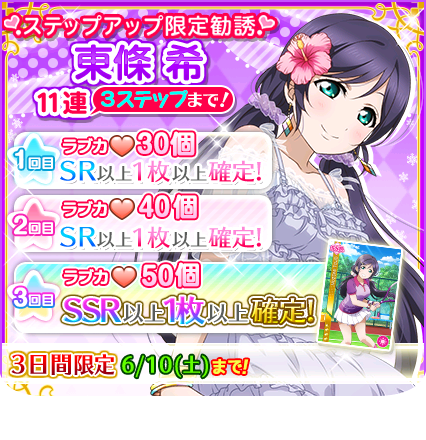 ステップアップ限定勧誘
東條 希
11連 3ステップまで!
1回目 ラブカ♥30個
SR以上1枚以上確定!
2回目 ラブカ♥40個
SR以上1枚以上確定!
3回目 ラブカ♥50個
SSR以上1枚以上確定!
3日間限定 6/10(土)まで!